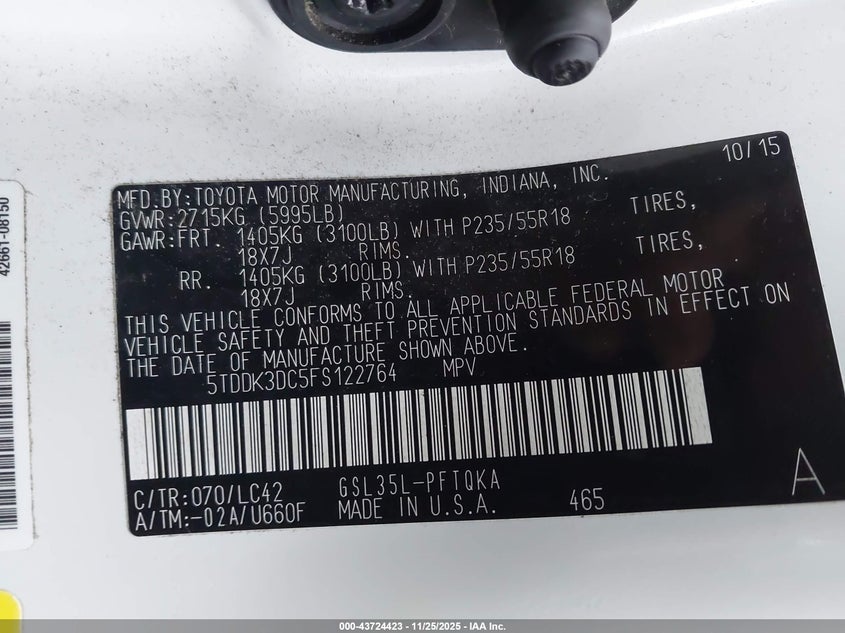 10/15
MFD.BY:TOYOTA MOTOR MANUFACTURING, INDIANA, INC.
GVWR:2715KG (5995LB)
GAWR:FRT. 1405KG (3100LB) WITH P235/55R18 TIRES,
18X7J RIMS.
RR. 1405KG (3100LB) WITH P235/55R18 TIRES,
18X7J RIMS.
THIS VEHICLE CONFORMS TO ALL APPLICABLE FEDERAL MOTOR
VEHICLE SAFETY AND THEFT PREVENTION STANDARDS IN EFFECT ON
THE DATE OF MANUFACTURE SHOWN ABOVE.
5TDDK3DC5FS122764 MPV
C/TR:070/LC42 GSL35L-PFTQKA
A/TM:-02A/U660F MADE IN U.S.A. 465
A
42661-08150
000-43724423 — 11/25/2025 — IAA Inc.